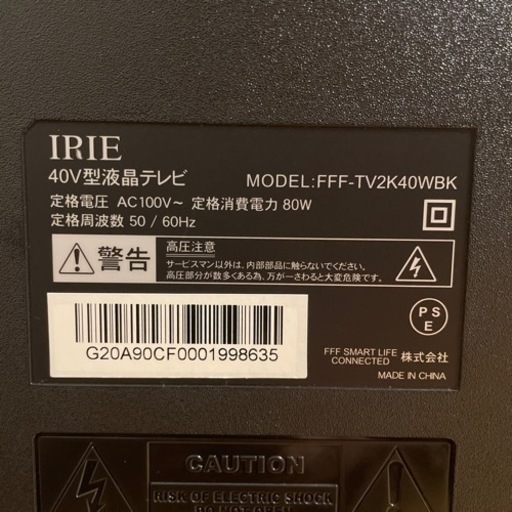 IRIE
40V型液晶テレビ MODEL:FFF-TV2K40WBK
定格電圧 AC100V~ 定格消費電力 80W
定格周波数 50 / 60Hz
警告
高圧注意
サービスマン以外は、内部部品に触らないでください。
高圧部分が数多くある為、万が一さわると大変危険です。
G20A90CF0001998635
PS
E
FFF SMART LIFE
CONNECTED 株式会社
MADE IN CHINA
CAUTION
RISK OF ELECTRIC SHOCK
DO NOT OPEN